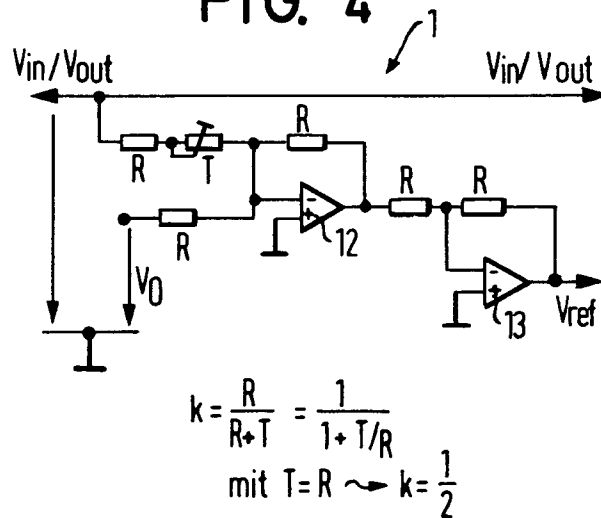 FIG. 4
1
Vin/Vout
Vin/Vout
R
T
R
R
V0
-
+
12
R
R
-
+
13
Vref
k = R/(R+T) = 1/(1+T/R)
mit T=R ⤳ k = 1/2